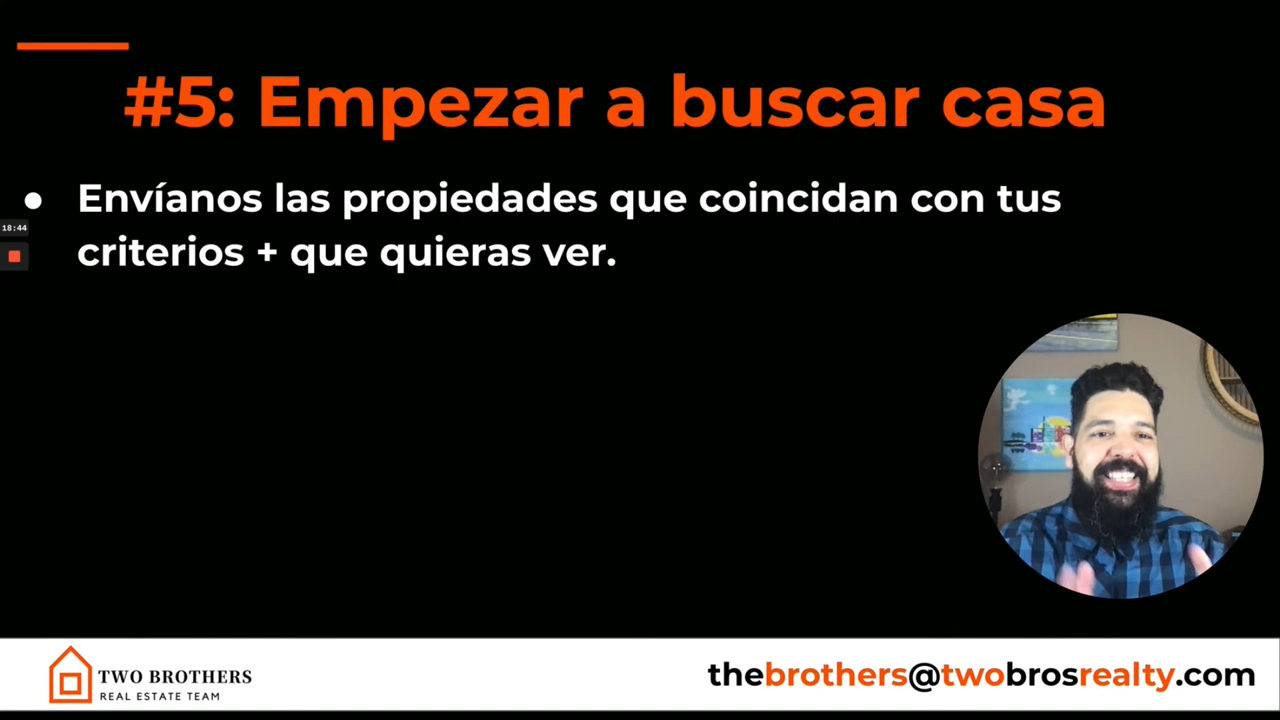 #5: Empezar a buscar casa
● Envíanos las propiedades que coincidan con tus
criterios + que quieras ver.
18:44
TWO BROTHERS
REAL ESTATE TEAM
thebrothers@twobrosrealty.com